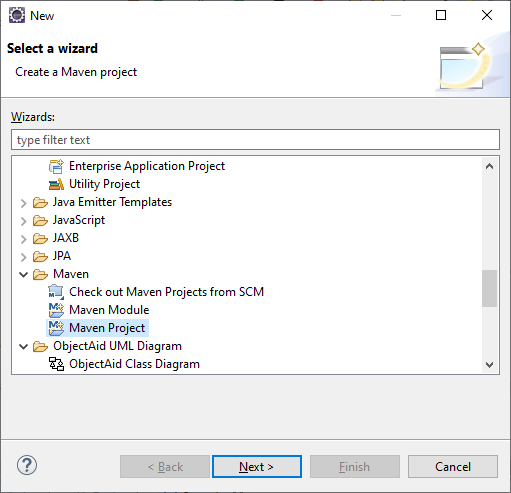 New
Select a wizard
Create a Maven project
Wizards:
type filter text
Enterprise Application Project
Utility Project
Java Emitter Templates
JavaScript
JAXB
JPA
Maven
Check out Maven Projects from SCM
Maven Module
Maven Project
ObjectAid UML Diagram
ObjectAid Class Diagram
? < Back Next > Finish Cancel